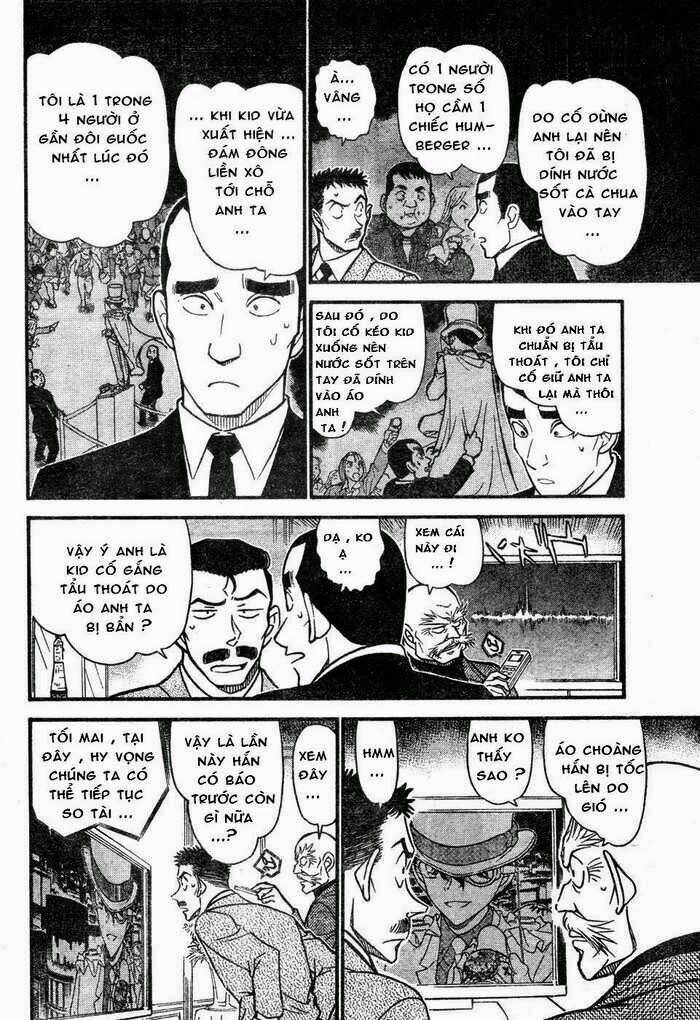 DO CỐ DỪNG
ANH LẠI NÊN
TÔI ĐÃ BỊ
DÍNH NƯỚC
SỐT CÀ CHUA
VÀO TAY
...
CÓ 1 NGƯỜI
TRONG SỐ
HỌ CẦM 1
CHIẾC HUM-
BERGER ...
À...
VÂNG
... KHI KID VỪA
XUẤT HIỆN ...
ĐÁM ĐÔNG
LIỀN XÔ
TỚI CHỖ
ANH TA
...
TÔI LÀ 1 TRONG
4 NGƯỜI Ở
GẦN ĐÔI GUỐC
NHẤT LÚC ĐÓ
...
KHI ĐÓ ANH TA
CHUẨN BỊ TẨU
THOÁT , TÔI CHỈ
CỐ GIỮ ANH TA
LẠI MÀ THÔI ...
SAU ĐÓ , DO
TÔI CỐ KÉO KID
XUỐNG NÊN
NƯỚC SỐT TRÊN
TAY ĐÃ DÍNH
VÀO ÁO
ANH
TA !
XEM CÁI
NÀY ĐI
... !
DẠ , KO
Ạ ...
VẬY Ý ANH LÀ
KID CỐ GẮNG
TẨU THOÁT DO
ÁO ANH TA
BỊ BẨN ?
ÁO CHOÀNG
HẮN BỊ TỐC
LÊN DO
GIÓ ...
ANH KO
THẤY
SAO ?
HMM
...
XEM
ĐÂY
...
VẬY LÀ LẦN
NÀY HẮN
CÓ BÁO
TRƯỚC CÒN
GÌ NỮA
...?
TỐI MAI , TẠI
ĐÂY , HY VỌNG
CHÚNG TA CÓ
THỂ TIẾP TỤC
SO TÀI ...